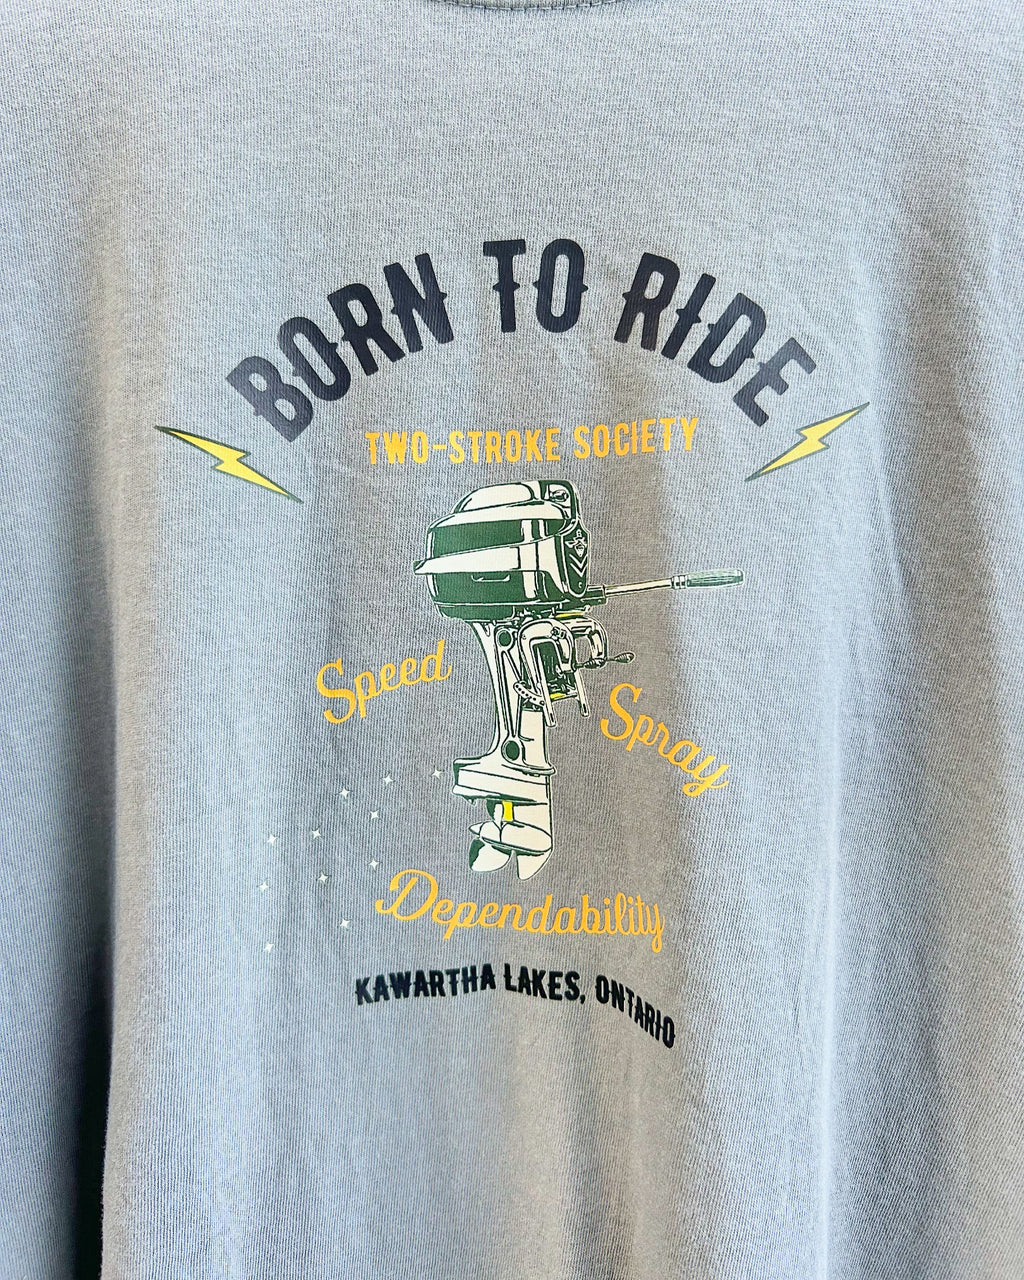 BORN TO RIDE
TWO-STROKE SOCIETY
Speed
Spray
Dependability
KAWARTHA LAKES, ONTARIO